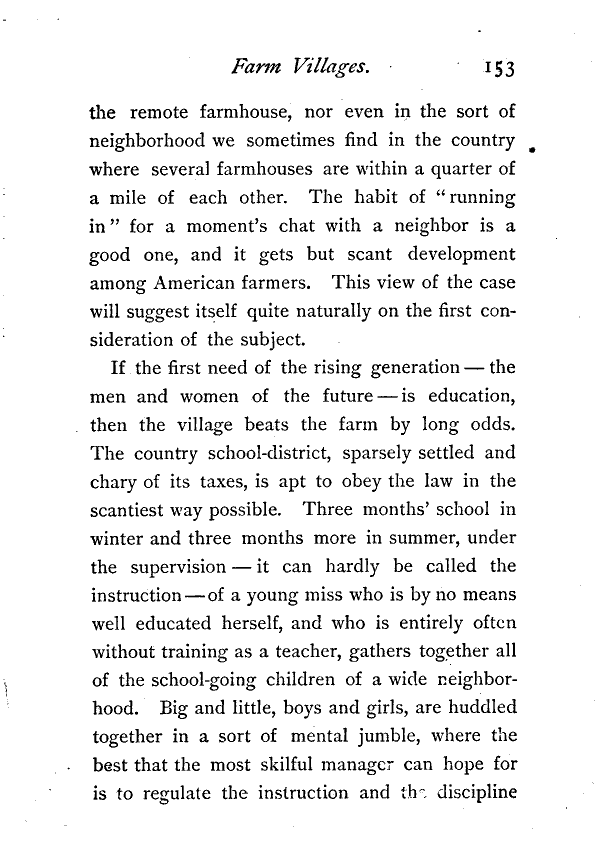 Farm Villages. 153
the remote farmhouse, nor even in the sort of
neighborhood we sometimes find in the country
where several farmhouses are within a quarter of
a mile of each other. The habit of “running
in” for a moment's chat with a neighbor is a
good one, and it gets but scant development
among American farmers. This view of the case
will suggest itself quite naturally on the first con-
sideration of the subject.
If the first need of the rising generation — the
men and women of the future — is education,
then the village beats the farm by long odds.
The country school-district, sparsely settled and
chary of its taxes, is apt to obey the law in the
scantiest way possible. Three months' school in
winter and three months more in summer, under
the supervision — it can hardly be called the
instruction — of a young miss who is by no means
well educated herself, and who is entirely often
without training as a teacher, gathers together all
of the school-going children of a wide neighbor-
hood. Big and little, boys and girls, are huddled
together in a sort of mental jumble, where the
best that the most skilful manager can hope for
is to regulate the instruction and the discipline